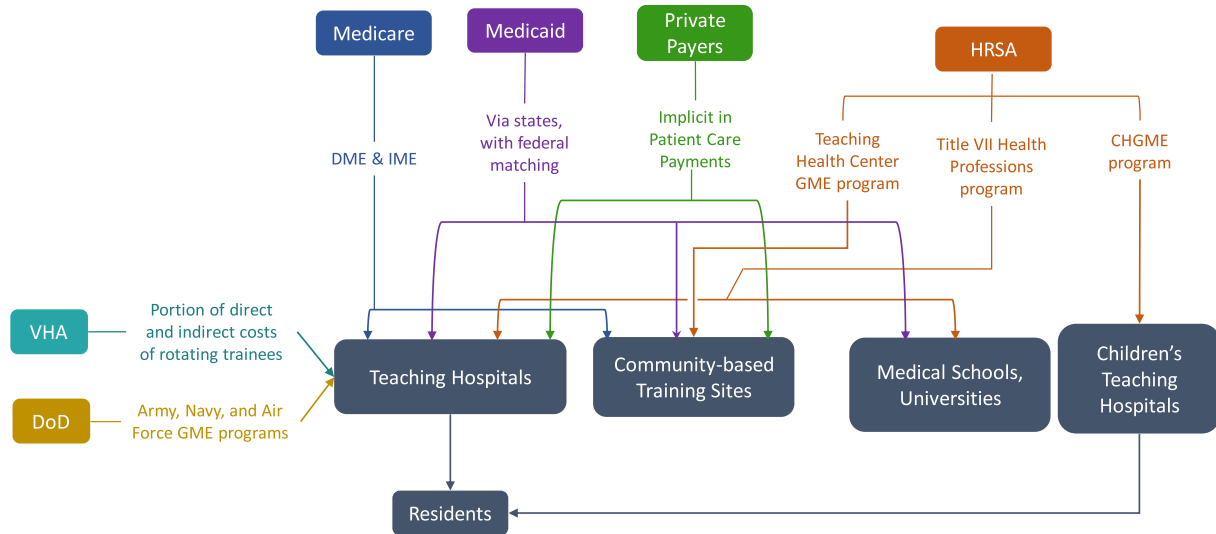 Medicare
Medicaid
Private
Payers
HRSA
DME & IME
Via states,
with federal
matching
Implicit in
Patient Care
Payments
Teaching
Health Center
GME program
Title VII Health
Professions
program
CHGME
program
VHA
Portion of direct
and indirect costs
of rotating trainees
DoD
Army, Navy, and Air
Force GME programs
Teaching Hospitals
Community-based
Training Sites
Medical Schools,
Universities
Children’s
Teaching
Hospitals
Residents